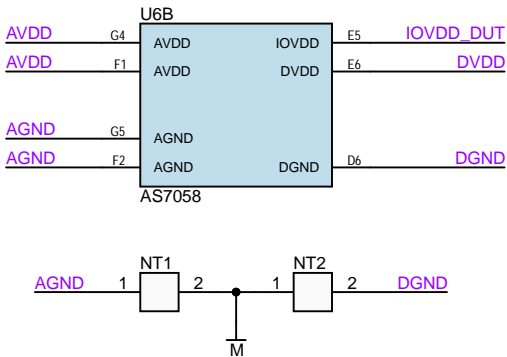 U6B
AVDD G4 AVDD IOVDD E5 IOVDD_DUT
AVDD F1 AVDD DVDD E6 DVDD
AGND G5 AGND
AGND F2 AGND DGND D6 DGND
AS7058
NT1 NT2
AGND 1 2 1 2 DGND
M